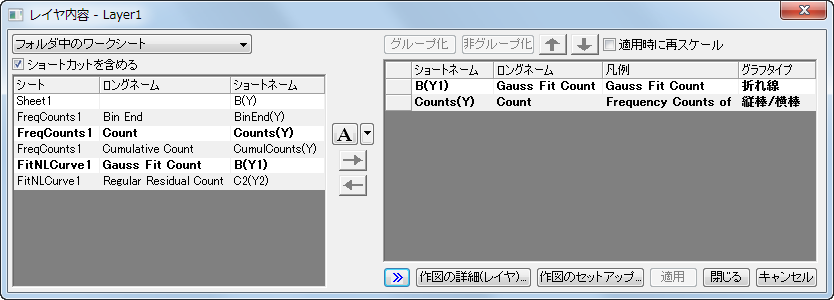 レイヤ内容 - Layer1
フォルダ中のワークシート
ショートカットを含める
シート ロングネーム ショートネーム
Sheet1 B(Y)
FreqCounts1 Bin End BinEnd(Y)
FreqCounts1 Count Counts(Y)
FreqCounts1 Cumulative Count CumulCounts(Y)
FitNLCurve1 Gauss Fit Count B(Y1)
FitNLCurve1 Regular Residual Count C2(Y2)
A
グループ化 非グループ化 適用時に再スケール
ショートネーム ロングネーム 凡例 グラフタイプ
B(Y1) Gauss Fit Count Gauss Fit Count 折れ線
Counts(Y) Count Frequency Counts of 縦棒/横棒
作図の詳細(レイヤ)... 作図のセットアップ... 適用 閉じる キャンセル